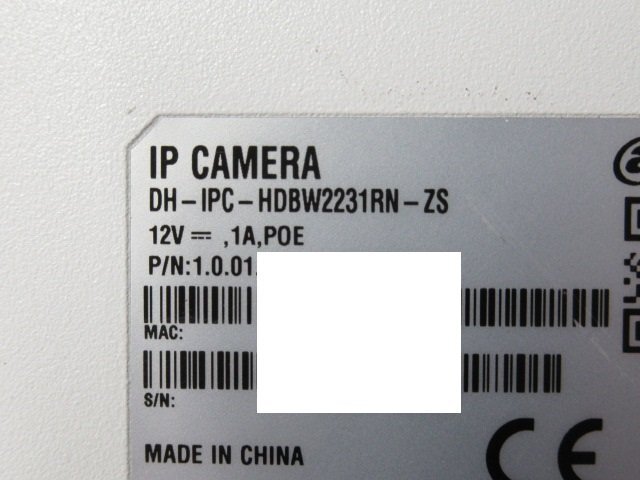 IP CAMERA
DH-IPC-HDBW2231RN-ZS
12V ⎓ ,1A,POE
P/N:1.0.01.
MAC:
S/N:
MADE IN CHINA
CE